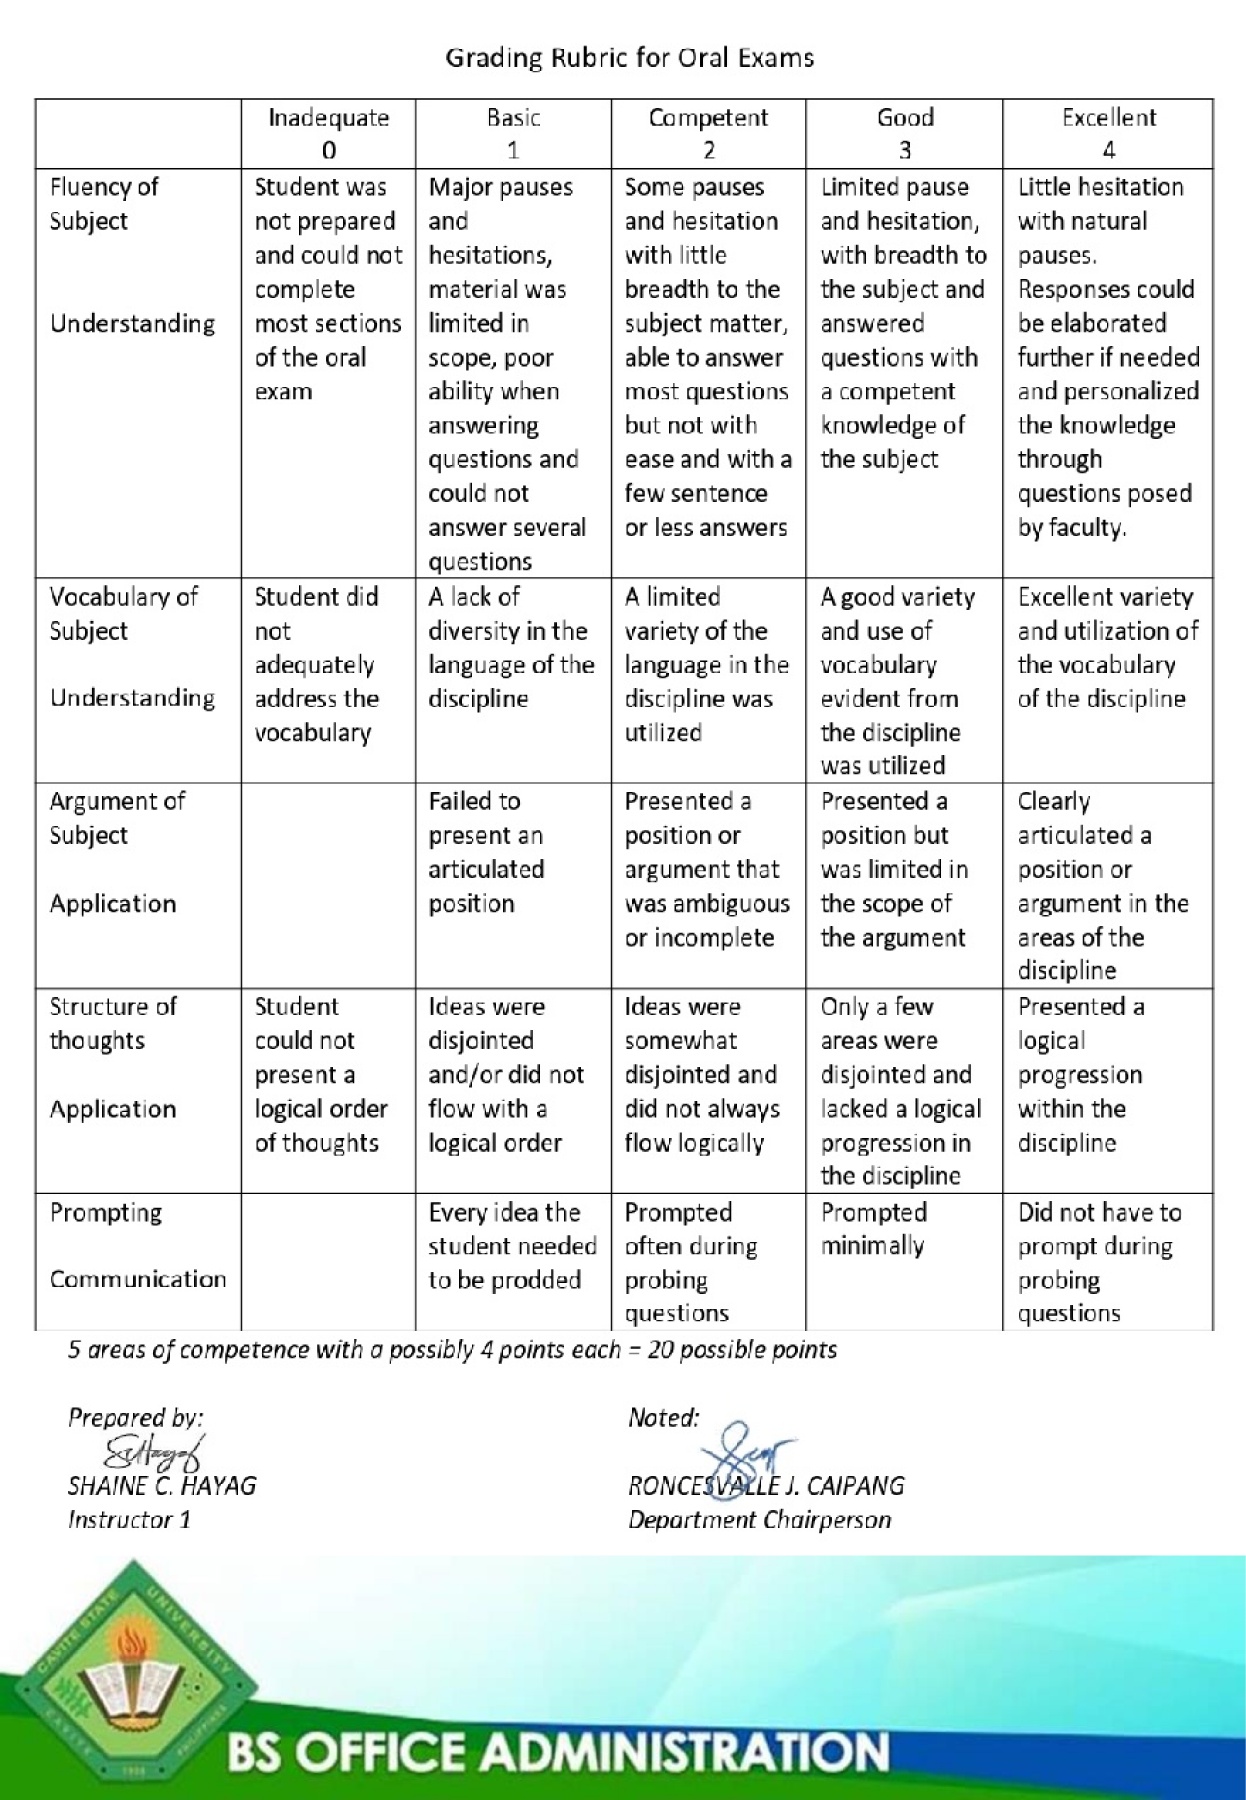 Grading Rubric for Oral Exams
Inadequate
0
Basic
1
Competent
2
Good
3
Excellent
4
Fluency of
Subject
Understanding
Student was
not prepared
and could not
complete
most sections
of the oral
exam
Major pauses
and
hesitations,
material was
limited in
scope, poor
ability when
answering
questions and
could not
answer several
questions
Some pauses
and hesitation
with little
breadth to the
subject matter,
able to answer
most questions
but not with
ease and with a
few sentence
or less answers
Limited pause
and hesitation,
with breadth to
the subject and
answered
questions with
a competent
knowledge of
the subject
Little hesitation
with natural
pauses.
Responses could
be elaborated
further if needed
and personalized
the knowledge
through
questions posed
by faculty.
Vocabulary of
Subject
Understanding
Student did
not
adequately
address the
vocabulary
A lack of
diversity in the
language of the
discipline
A limited
variety of the
language in the
discipline was
utilized
A good variety
and use of
vocabulary
evident from
the discipline
was utilized
Excellent variety
and utilization of
the vocabulary
of the discipline
Argument of
Subject
Application
Failed to
present an
articulated
position
Presented a
position or
argument that
was ambiguous
or incomplete
Presented a
position but
was limited in
the scope of
the argument
Clearly
articulated a
position or
argument in the
areas of the
discipline
Structure of
thoughts
Application
Student
could not
present a
logical order
of thoughts
Ideas were
disjointed
and/or did not
flow with a
logical order
Ideas were
somewhat
disjointed and
did not always
flow logically
Only a few
areas were
disjointed and
lacked a logical
progression in
the discipline
Presented a
logical
progression
within the
discipline
Prompting
Communication
Every idea the
student needed
to be prodded
Prompted
often during
probing
questions
Prompted
minimally
Did not have to
prompt during
probing
questions
5 areas of competence with a possibly 4 points each = 20 possible points
Prepared by:
SHAINE C. HAYAG
Instructor 1
Noted:
RONCESVALLE J. CAIPANG
Department Chairperson
CAVITE STATE UNIVERSITY
CAVITE
PHILIPPINES
BS OFFICE ADMINISTRATION